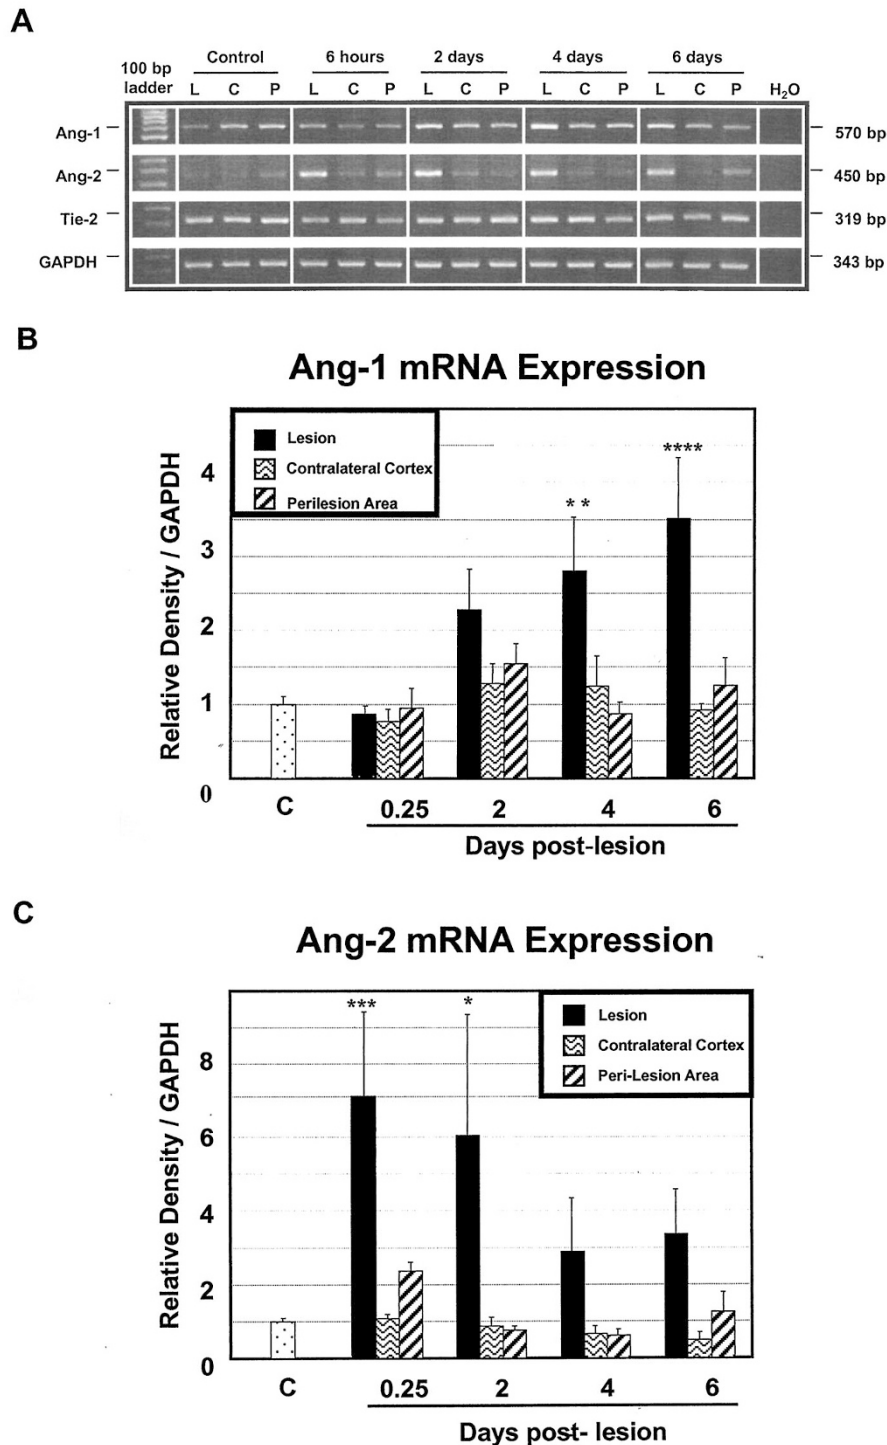 A
Control 6 hours 2 days 4 days 6 days
100 bp ladder L C P L C P L C P L C P L C P H₂O
Ang-1 570 bp
Ang-2 450 bp
Tie-2 319 bp
GAPDH 343 bp
B
Ang-1 mRNA Expression
Relative Density / GAPDH
Lesion
Contralateral Cortex
Perilesion Area
4
3
2
1
0
** ****
C 0.25 2 4 6
Days post-lesion
C
Ang-2 mRNA Expression
Relative Density / GAPDH
*** *
Lesion
Contralateral Cortex
Peri-Lesion Area
8
6
4
2
0
C 0.25 2 4 6
Days post- lesion